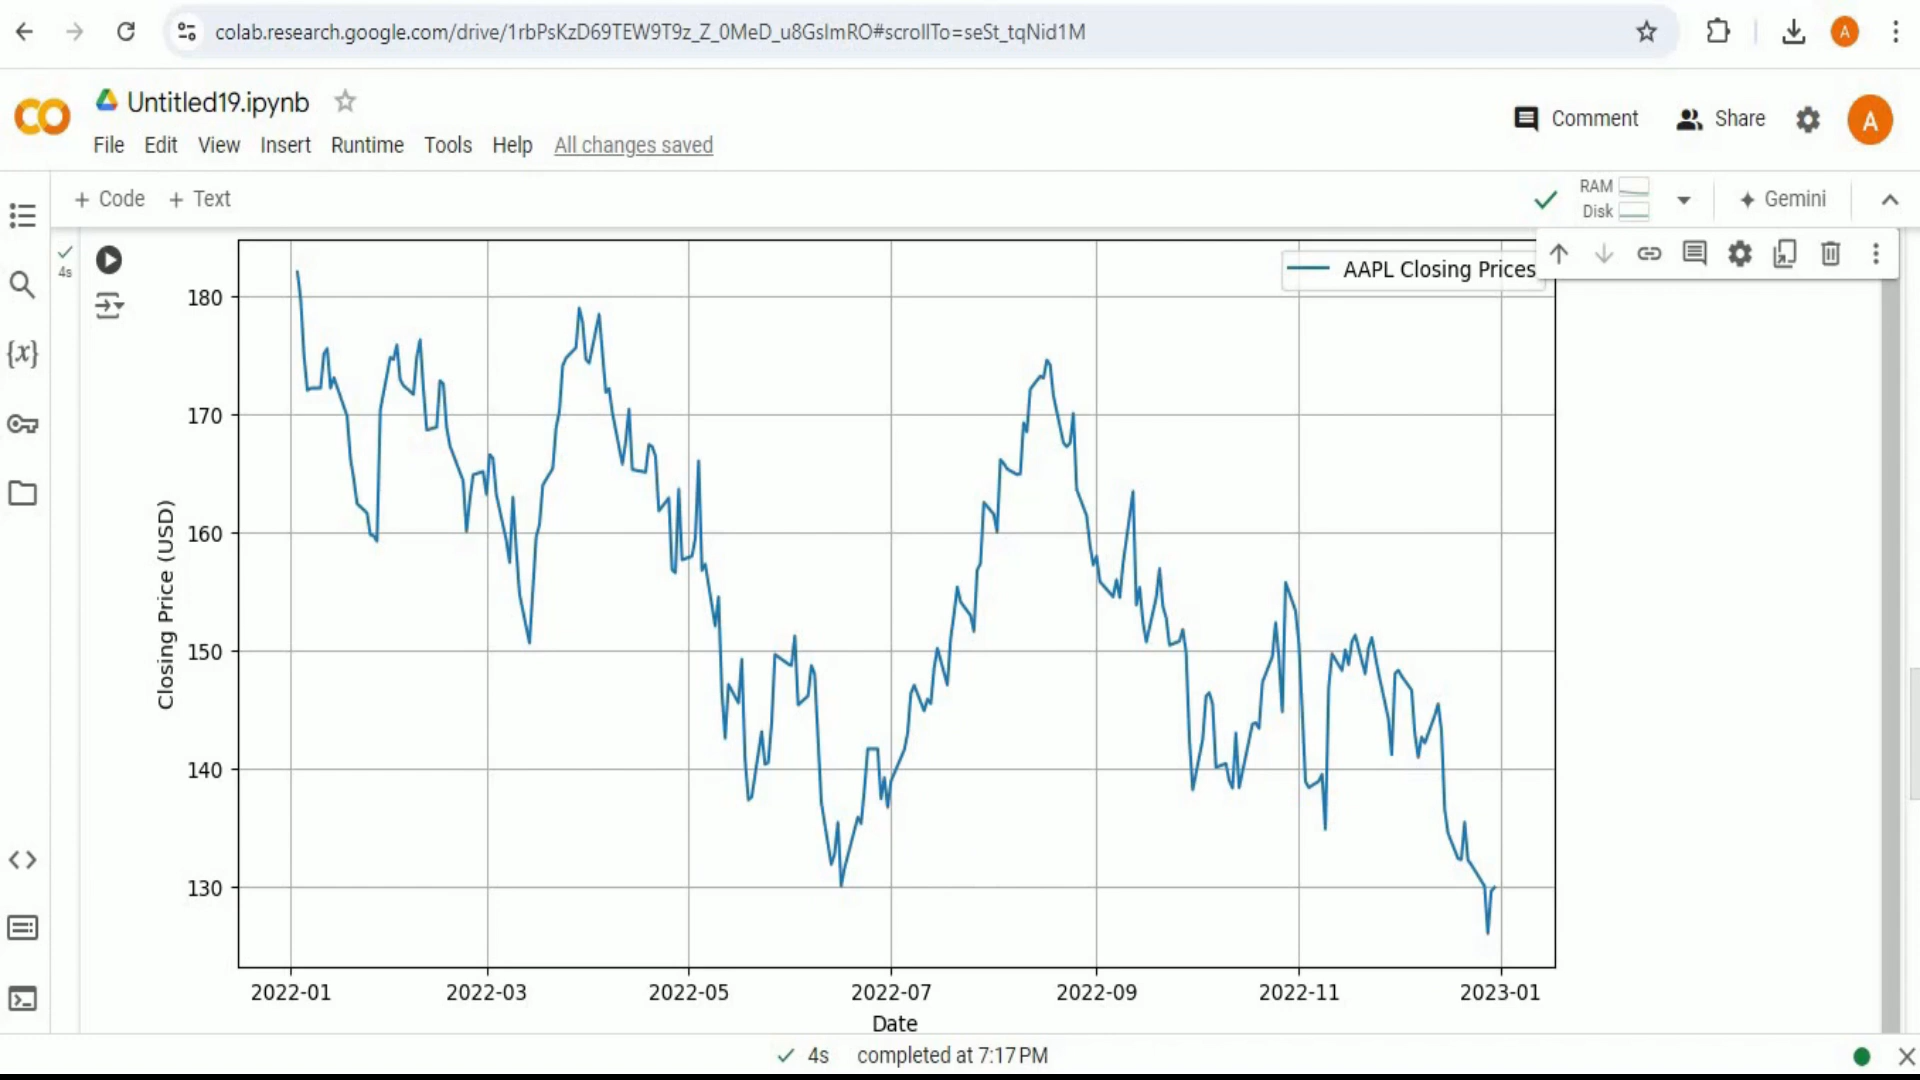 colab.research.google.com/drive/1rbPsKzD69TEW9T9z_Z_0MeD_u8GsImRO#scrollTo=seSt_tqNid1M
A
CO
Untitled19.ipynb
Comment
Share
A
File Edit View Insert Runtime Tools Help All changes saved
+ Code + Text
RAM
Disk
Gemini
4s
{x}
AAPL Closing Prices
Closing Price (USD)
180
170
160
150
140
130
2022-01 2022-03 2022-05 2022-07 2022-09 2022-11 2023-01
Date
4s completed at 7:17 PM